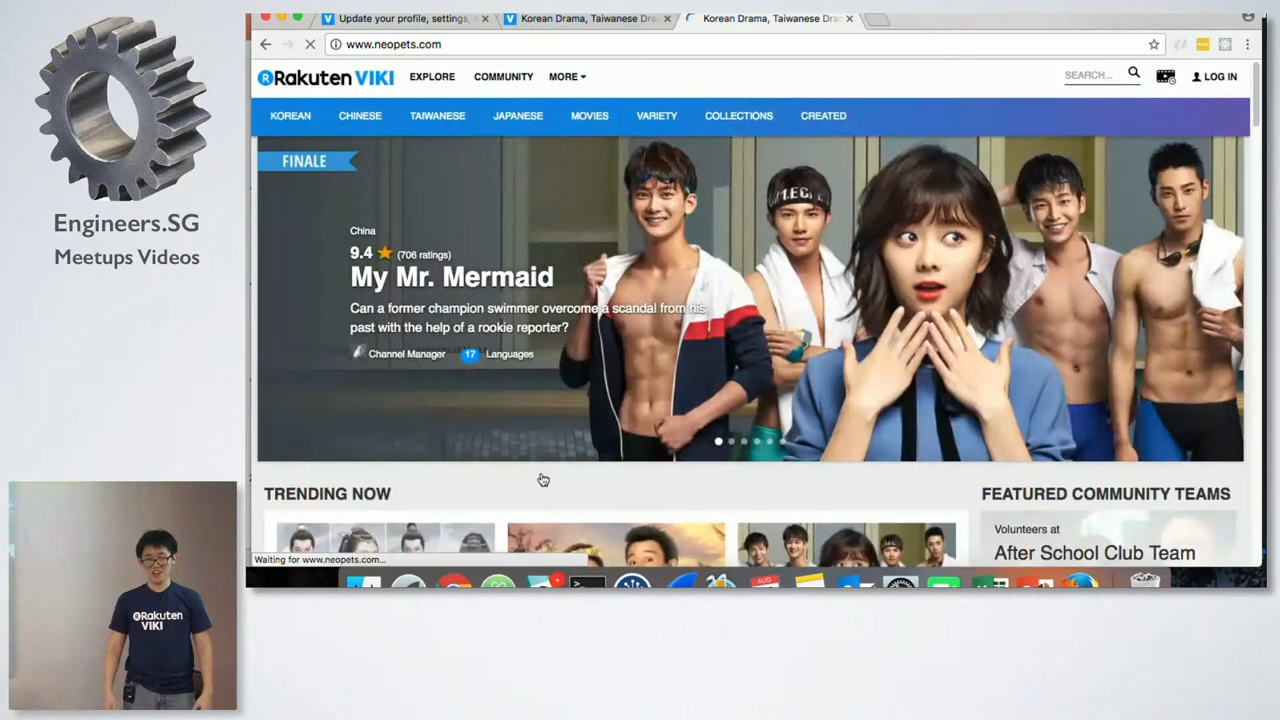 Engineers.SG
Meetups Videos
Update your profile, settings,
Korean Drama, Taiwanese Dra
Korean Drama, Taiwanese Dra
www.neopets.com
Rakuten VIKI
EXPLORE
COMMUNITY
MORE
SEARCH...
LOG IN
KOREAN
CHINESE
TAIWANESE
JAPANESE
MOVIES
VARIETY
COLLECTIONS
CREATED
FINALE
China
9.4 (706 ratings)
My Mr. Mermaid
Can a former champion swimmer overcome a scandal from his
past with the help of a rookie reporter?
Channel Manager
17 Languages
TRENDING NOW
FEATURED COMMUNITY TEAMS
Volunteers at
After School Club Team
Waiting for www.neopets.com...
AUG
Rakuten
VIKI